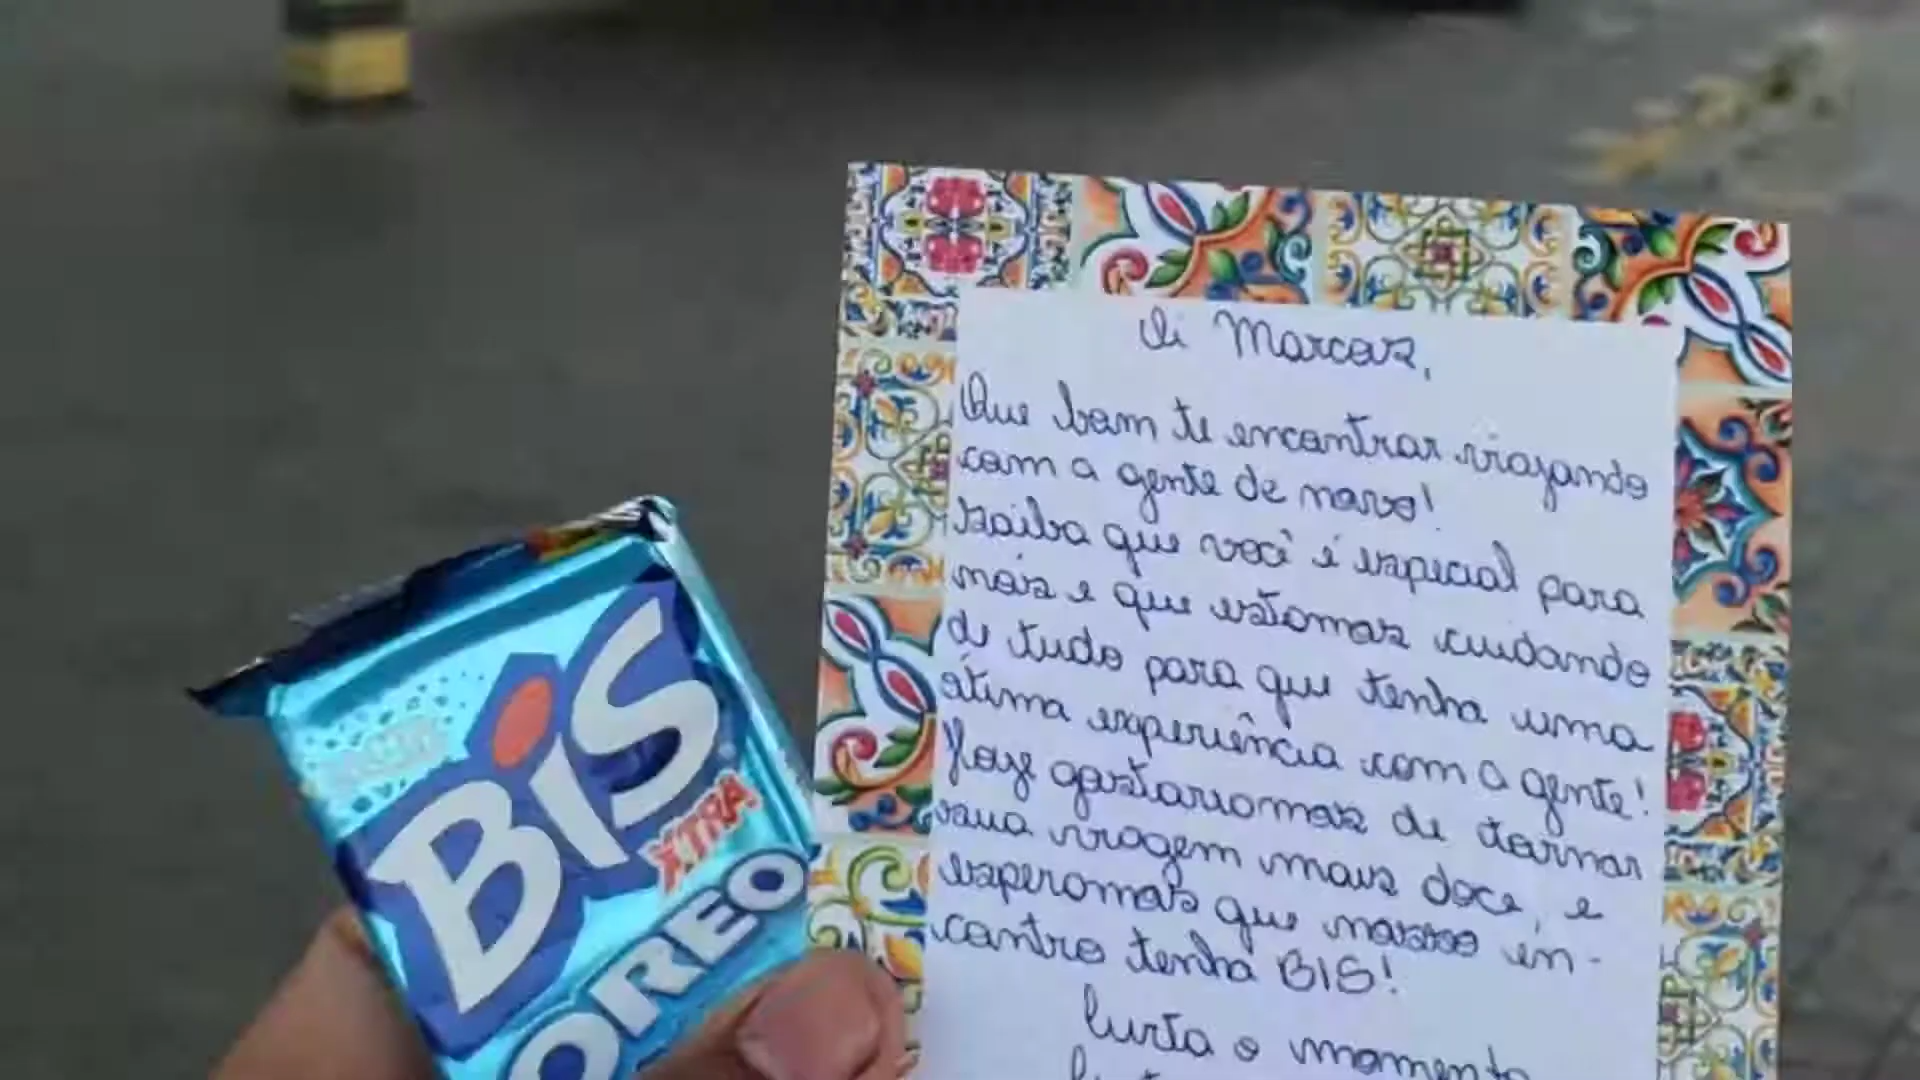 BIS
XTRA
OREO
Oi Marcos,
Que bom te encontrar viajando
com a gente de novo!
Saiba que você é especial para
nós e que estamos cuidando
de tudo para que tenha uma
ótima experiência com a gente!
Hoje gostaríomos de tornar
sua viagem mais doce, e
esperomos que nosso en-
contro tenha BIS!
Curta o momento